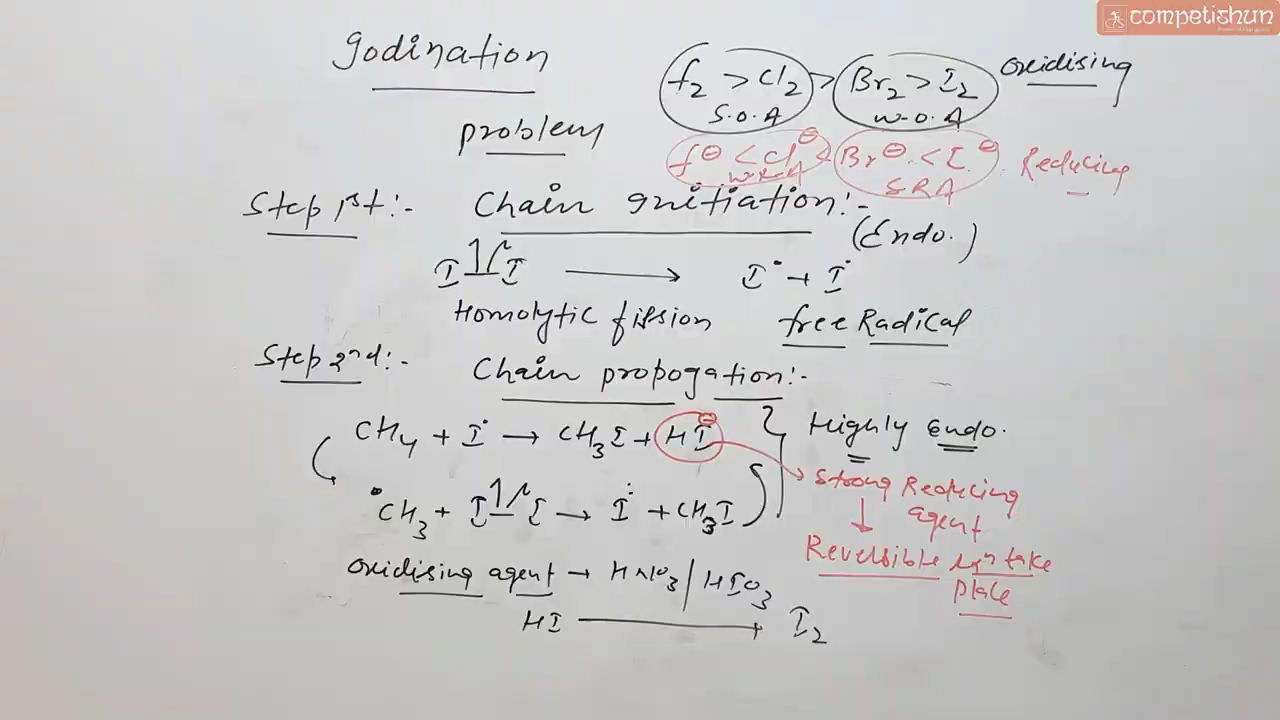 competishun
Iodination
F₂ > Cl₂ > Br₂ > I₂ Oxidising
S.O.A W.O.A
problem
F⊖ < Cl⊖ < Br⊖ < I⊖ Reducing
W.R.A S.R.A
Step 1st:- Chain initiation:-
(Endo.)
I—I ⟶ I• + I•
Homolytic fission free Radical
Step 2nd:- Chain propogation:-
CH₄ + I• → CH₃I + HI⊖ Highly Endo.
Strong Reducing
agent
•CH₃ + I—I → I• + CH₃I
↓
Reversible rxn take
place
Oxidising agent → HNO₃ / HIO₃
HI ⟶ I₂